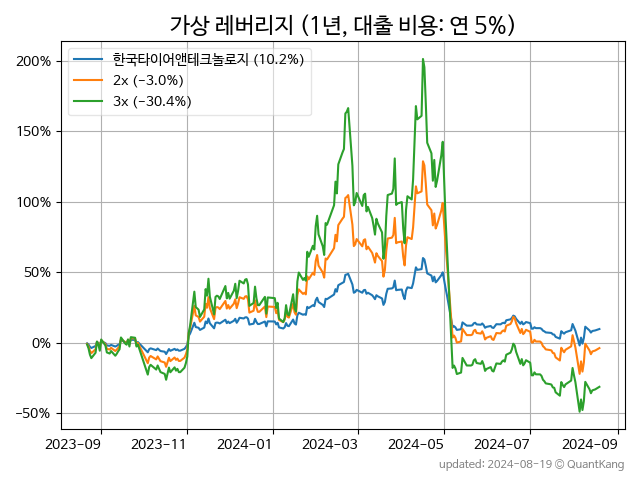 가상 레버리지 (1년, 대출 비용: 연 5%)
한국타이어앤테크놀로지 (10.2%)
2x (−3.0%)
3x (−30.4%)
200%
150%
100%
50%
0%
−50%
2023-09 2023-11 2024-01 2024-03 2024-05 2024-07 2024-09
updated: 2024-08-19 © QuantKang